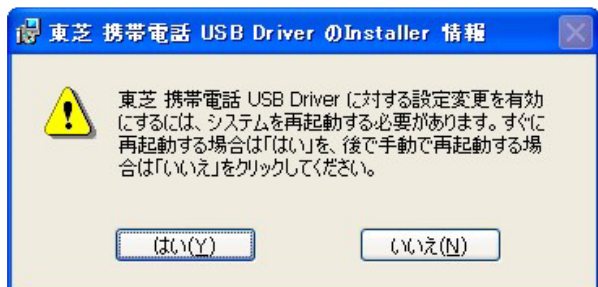 東芝 携帯電話 USB Driver のInstaller 情報
東芝 携帯電話 USB Driver に対する設定変更を有効
にするには、システムを再起動する必要があります。すぐに
再起動する場合は「はい」を、後で手動で再起動する場
合は「いいえ」をクリックしてください。
はい(Y)
いいえ(N)